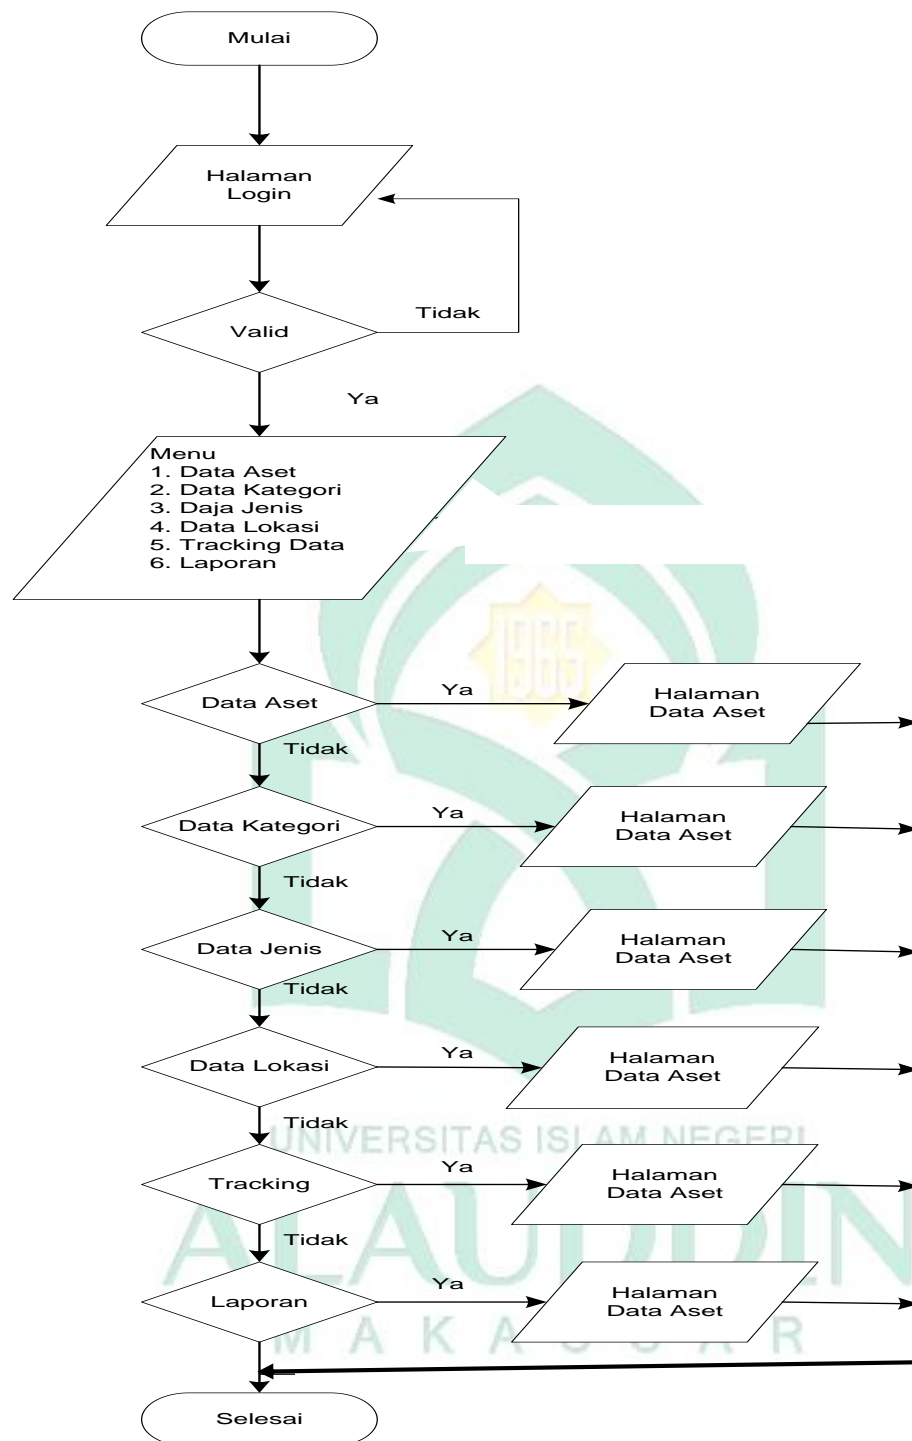 Mulai
Halaman
Login
Valid
Tidak
Ya
Menu
1. Data Aset
2. Data Kategori
3. Daja Jenis
4. Data Lokasi
5. Tracking Data
6. Laporan
1965
Data Aset
Ya
Halaman
Data Aset
Tidak
Data Kategori
Ya
Halaman
Data Aset
Tidak
Data Jenis
Ya
Halaman
Data Aset
Tidak
Data Lokasi
Ya
Halaman
Data Aset
Tidak
UNIVERSITAS ISLAM NEGERI
Tracking
Ya
Halaman
Data Aset
ALAUDDIN
Tidak
Laporan
Ya
Halaman
Data Aset
MAKASSAR
Selesai